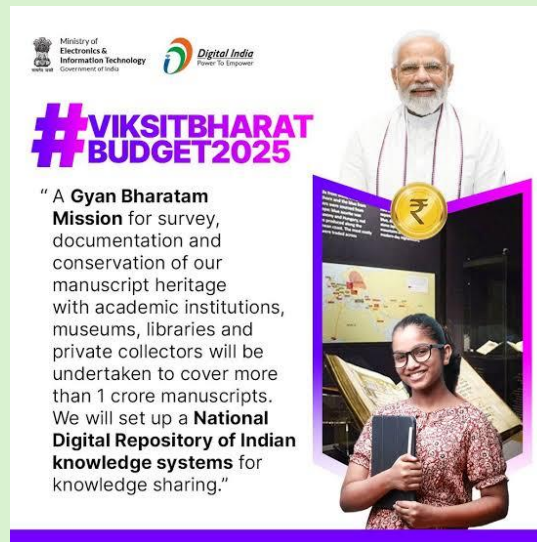 Ministry of
Electronics &
Information Technology
Government of India
Digital India
Power To Empower
#VIKSITBHARAT
BUDGET2025
₹
“ A Gyan Bharatam
Mission for survey,
documentation and
conservation of our
manuscript heritage
with academic institutions,
museums, libraries and
private collectors will be
undertaken to cover more
than 1 crore manuscripts.
We will set up a National
Digital Repository of Indian
knowledge systems for
knowledge sharing.”